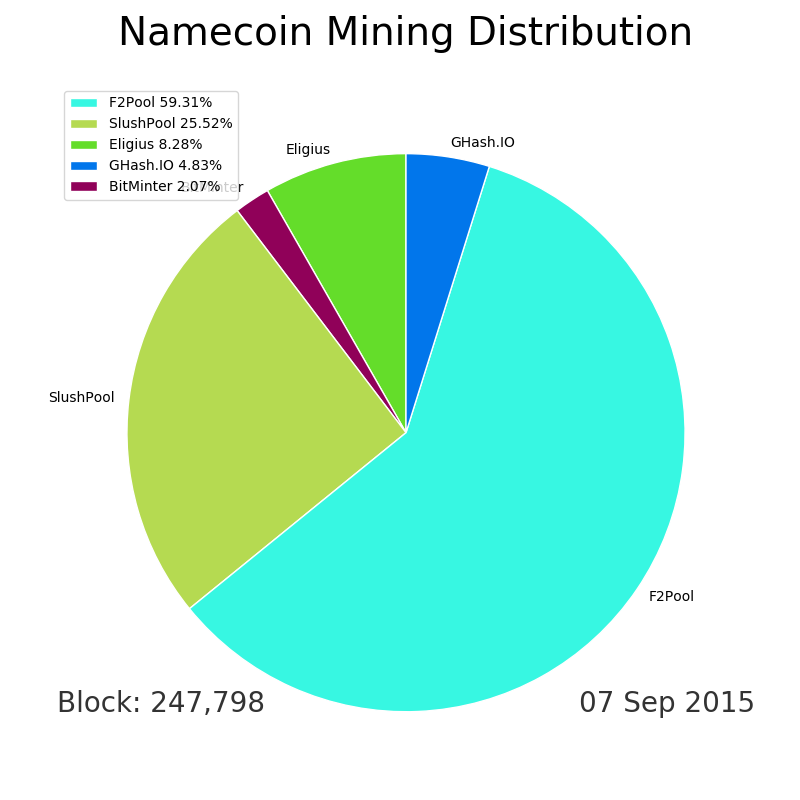 Namecoin Mining Distribution
F2Pool 59.31%
SlushPool 25.52%
Eligius 8.28%
GHash.IO 4.83%
BitMinter 2.07%
Eligius
GHash.IO
BitMinter
SlushPool
F2Pool
Block: 247,798
07 Sep 2015